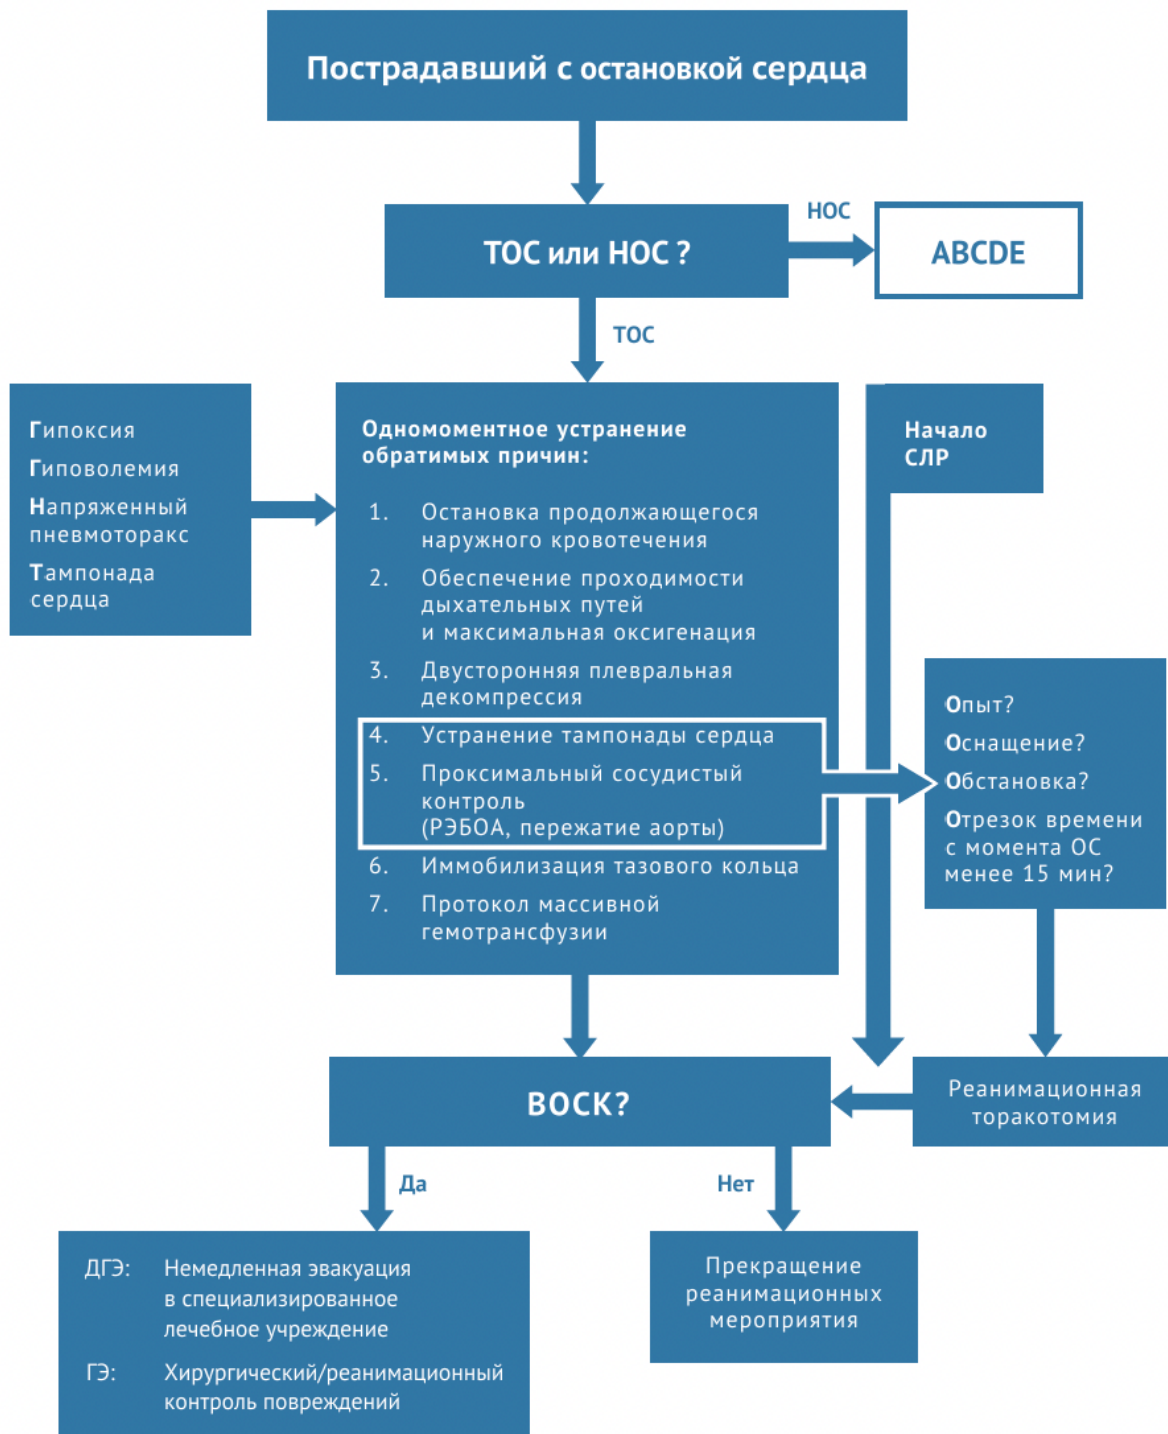 Пострадавший с остановкой сердца
ТОС или НОС ?
НОС
ABCDE
ТОС
Гипоксия
Гиповолемия
Напряженный
пневмоторакс
Тампонада
сердца
Одномоментное устранение
обратимых причин:
1. Остановка продолжающегося
наружного кровотечения
2. Обеспечение проходимости
дыхательных путей
и максимальная оксигенация
3. Двусторонняя плевральная
декомпрессия
4. Устранение тампонады сердца
5. Проксимальный сосудистый
контроль
(РЭБОА, пережатие аорты)
6. Иммобилизация тазового кольца
7. Протокол массивной
гемотрансфузии
Начало
СЛР
Опыт?
Оснащение?
Обстановка?
Отрезок времени
с момента ОС
менее 15 мин?
Реанимационная
торакотомия
ВОСК?
Да
Нет
ДГЭ: Немедленная эвакуация
в специализированное
лечебное учреждение
ГЭ: Хирургический/реанимационный
контроль повреждений
Прекращение
реанимационных
мероприятия